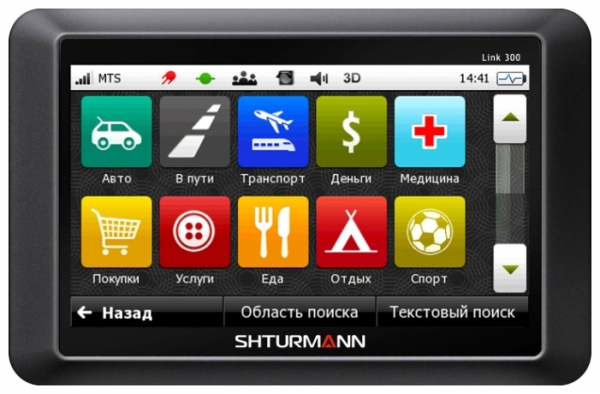 Link 300
MTS 3D 14:41
Авто В пути Транспорт Деньги Медицина
Покупки Услуги Еда Отдых Спорт
Назад Область поиска Текстовый поиск
SHTURMANN